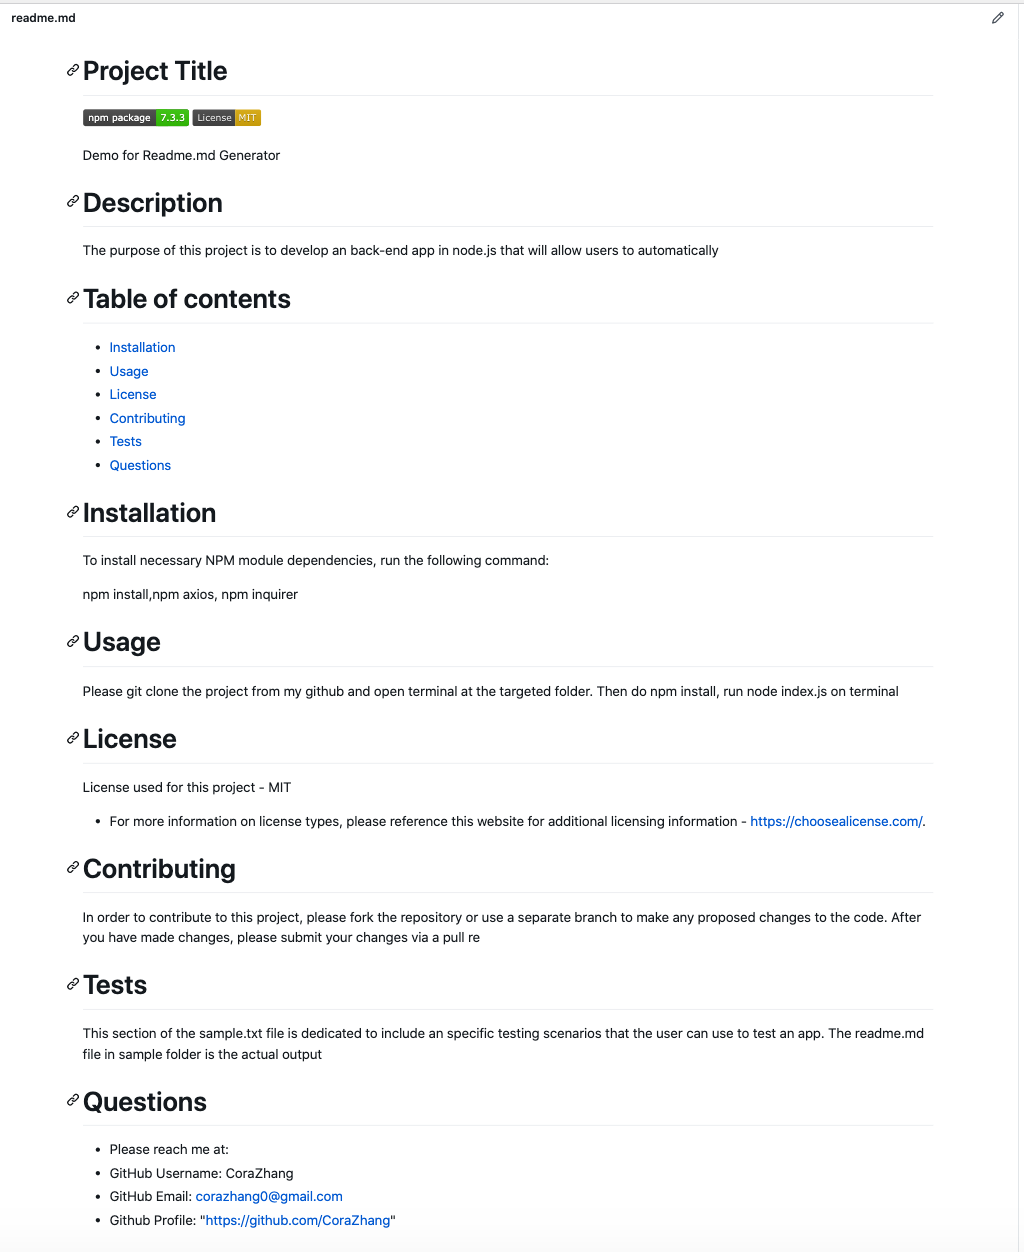 readme.md
Project Title
npm package 7.3.3 License MIT
Demo for Readme.md Generator
Description
The purpose of this project is to develop an back-end app in node.js that will allow users to automatically
Table of contents
• Installation
• Usage
• License
• Contributing
• Tests
• Questions
Installation
To install necessary NPM module dependencies, run the following command:
npm install,npm axios, npm inquirer
Usage
Please git clone the project from my github and open terminal at the targeted folder. Then do npm install, run node index.js on terminal
License
License used for this project - MIT
• For more information on license types, please reference this website for additional licensing information - https://choosealicense.com/.
Contributing
In order to contribute to this project, please fork the repository or use a separate branch to make any proposed changes to the code. After
you have made changes, please submit your changes via a pull re
Tests
This section of the sample.txt file is dedicated to include an specific testing scenarios that the user can use to test an app. The readme.md
file in sample folder is the actual output
Questions
• Please reach me at:
• GitHub Username: CoraZhang
• GitHub Email: corazhang0@gmail.com
• Github Profile: "https://github.com/CoraZhang"